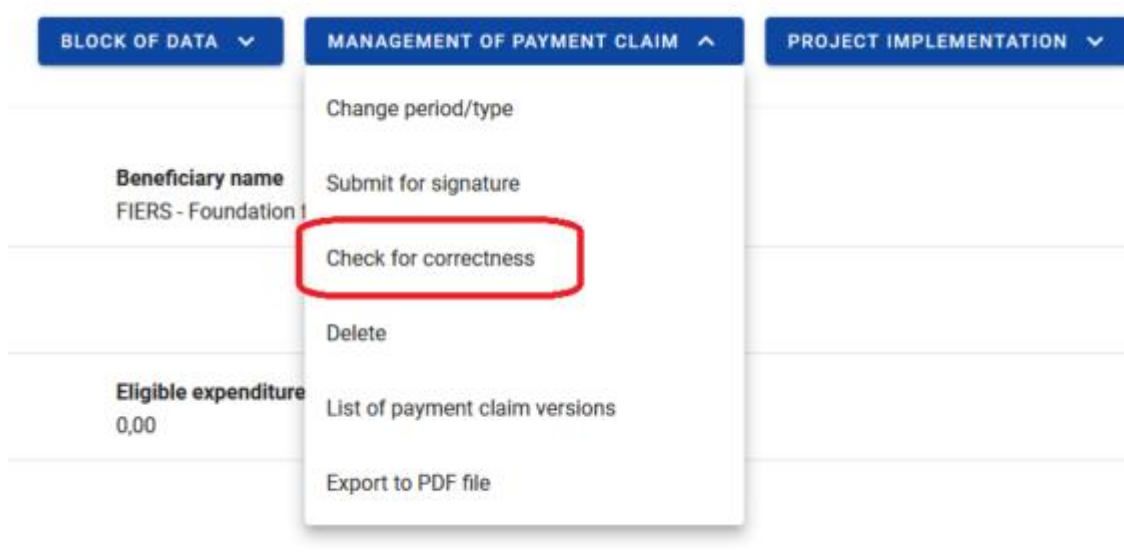 BLOCK OF DATA
MANAGEMENT OF PAYMENT CLAIM
PROJECT IMPLEMENTATION
Change period/type
Beneficiary name
Submit for signature
FIERS - Foundation
Check for correctness
Delete
Eligible expenditure
List of payment claim versions
0,00
Export to PDF file